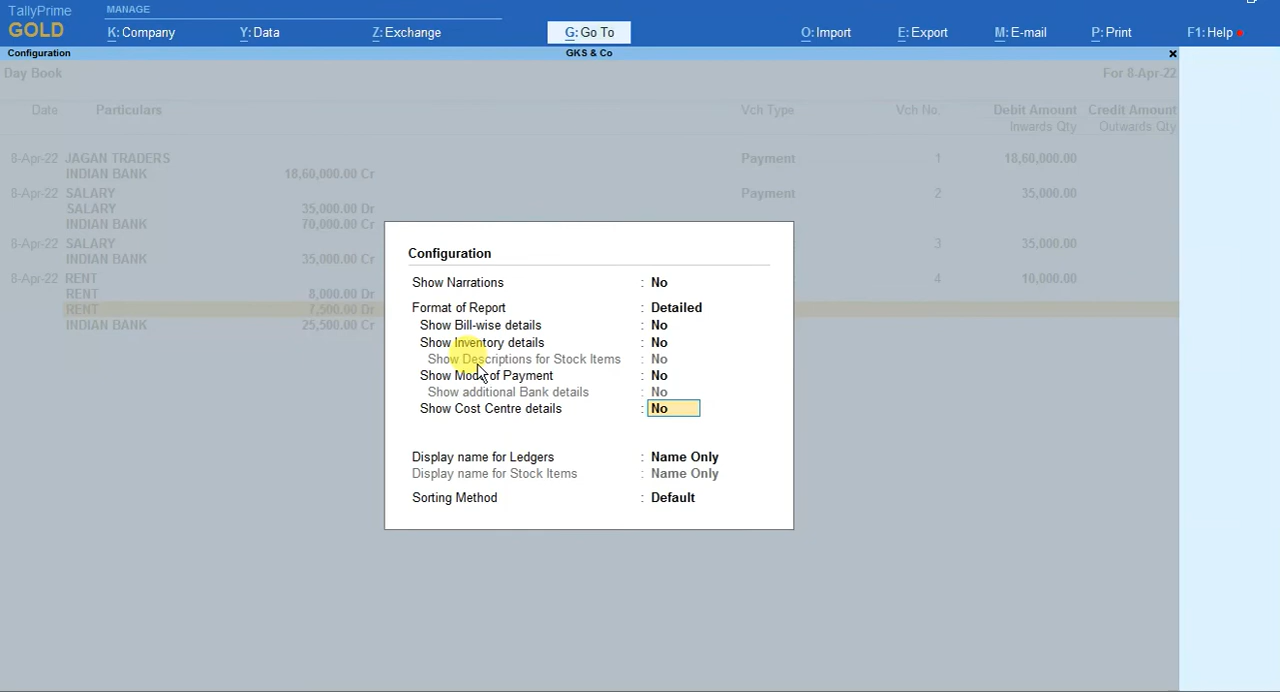 TallyPrime MANAGE
GOLD K: Company Y: Data Z: Exchange G: Go To O: Import E: Export M: E-mail P: Print F1: Help
Configuration GKS & Co
Day Book For 8-Apr-22
Date Particulars Vch Type Vch No. Debit Amount Credit Amount
Inwards Qty Outwards Qty
8-Apr-22 JAGAN TRADERS Payment 1 18,60,000.00
INDIAN BANK 18,60,000.00 Cr
8-Apr-22 SALARY Payment 2 35,000.00
SALARY 35,000.00 Dr
INDIAN BANK 70,000.00 Cr
8-Apr-22 SALARY 3 35,000.00
INDIAN BANK 35,000.00 Cr
8-Apr-22 RENT 4 10,000.00
RENT 8,000.00 Dr
RENT 7,500.00 Dr
INDIAN BANK 25,500.00 Cr
Configuration
Show Narrations : No
Format of Report : Detailed
Show Bill-wise details : No
Show Inventory details : No
Show Descriptions for Stock Items : No
Show Mode of Payment : No
Show additional Bank details : No
Show Cost Centre details : No
Display name for Ledgers : Name Only
Display name for Stock Items : Name Only
Sorting Method : Default